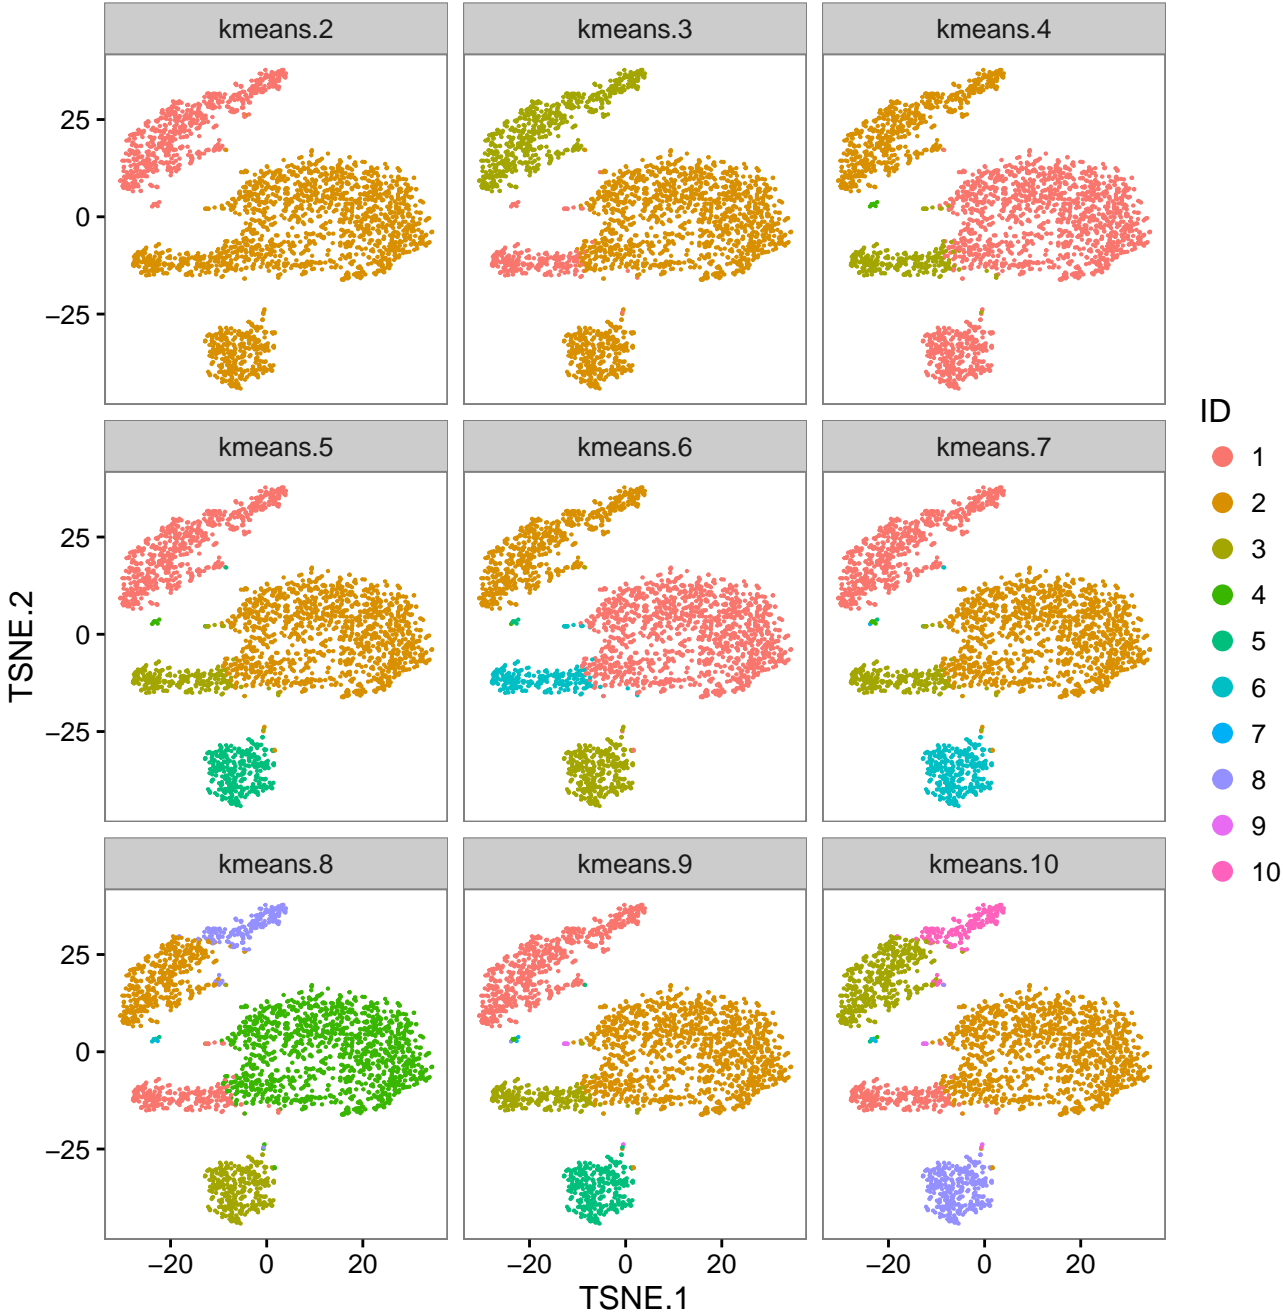 kmeans.2 kmeans.3 kmeans.4
25
0
−25
kmeans.5 kmeans.6 kmeans.7
25
0
−25
kmeans.8 kmeans.9 kmeans.10
25
0
−25
−20 0 20 −20 0 20 −20 0 20
TSNE.1
TSNE.2
ID
1
2
3
4
5
6
7
8
9
10